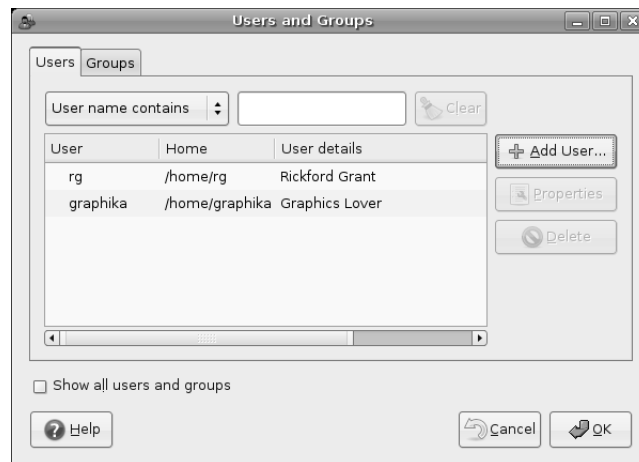 Users and Groups
Users Groups
User name contains Clear
User Home User details
rg /home/rg Rickford Grant
graphika /home/graphika Graphics Lover
Add User...
Properties
Delete
Show all users and groups
Help Cancel OK